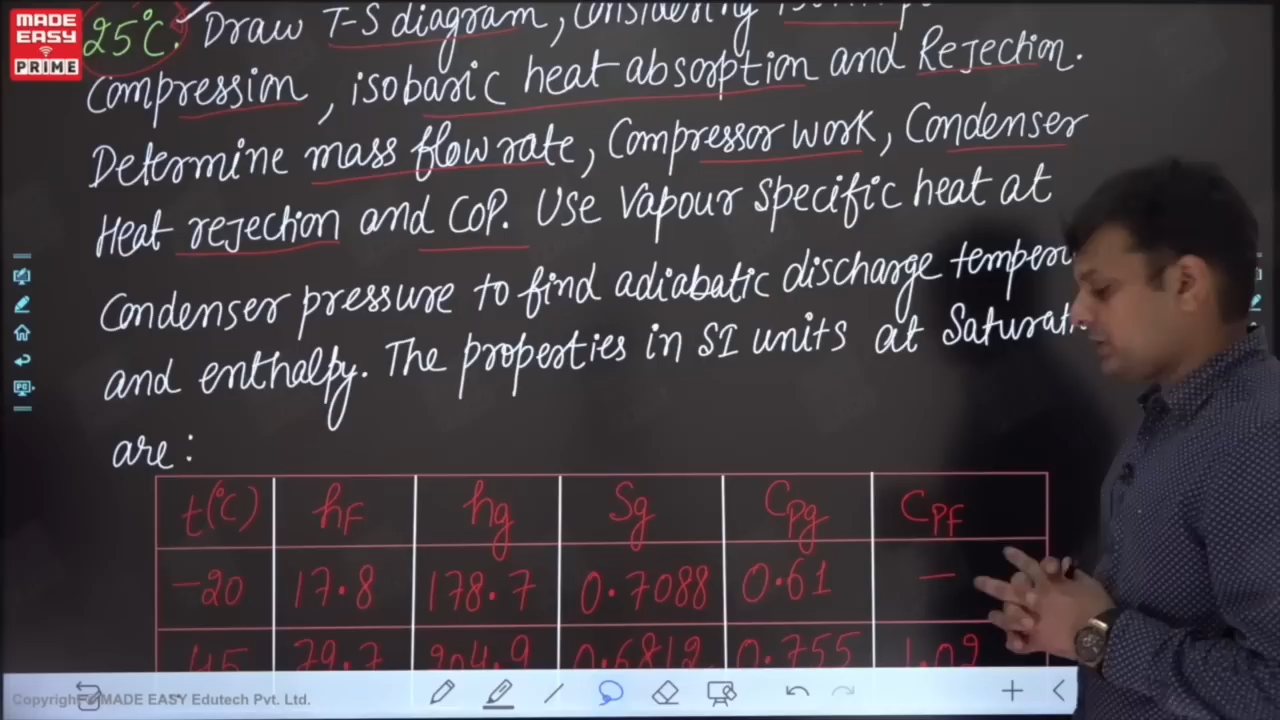 MADE
EASY
PRIME
25°C. Draw T-S diagram, Considering
Compression, isobaric heat absorption and Rejection.
Determine mass flow rate, Compressor work, Condenser
Heat rejection and CoP. Use Vapour Specific heat at
Condenser pressure to find adiabatic discharge
and enthalpy. The properties in SI units at
are:
t(°C) hF hg Sg Cpg CPF
-20 17.8 178.7 0.7088 0.61 —
45 79.7 204.9 0.6812 0.755 1.02
Copyright © MADE EASY Edutech Pvt. Ltd.